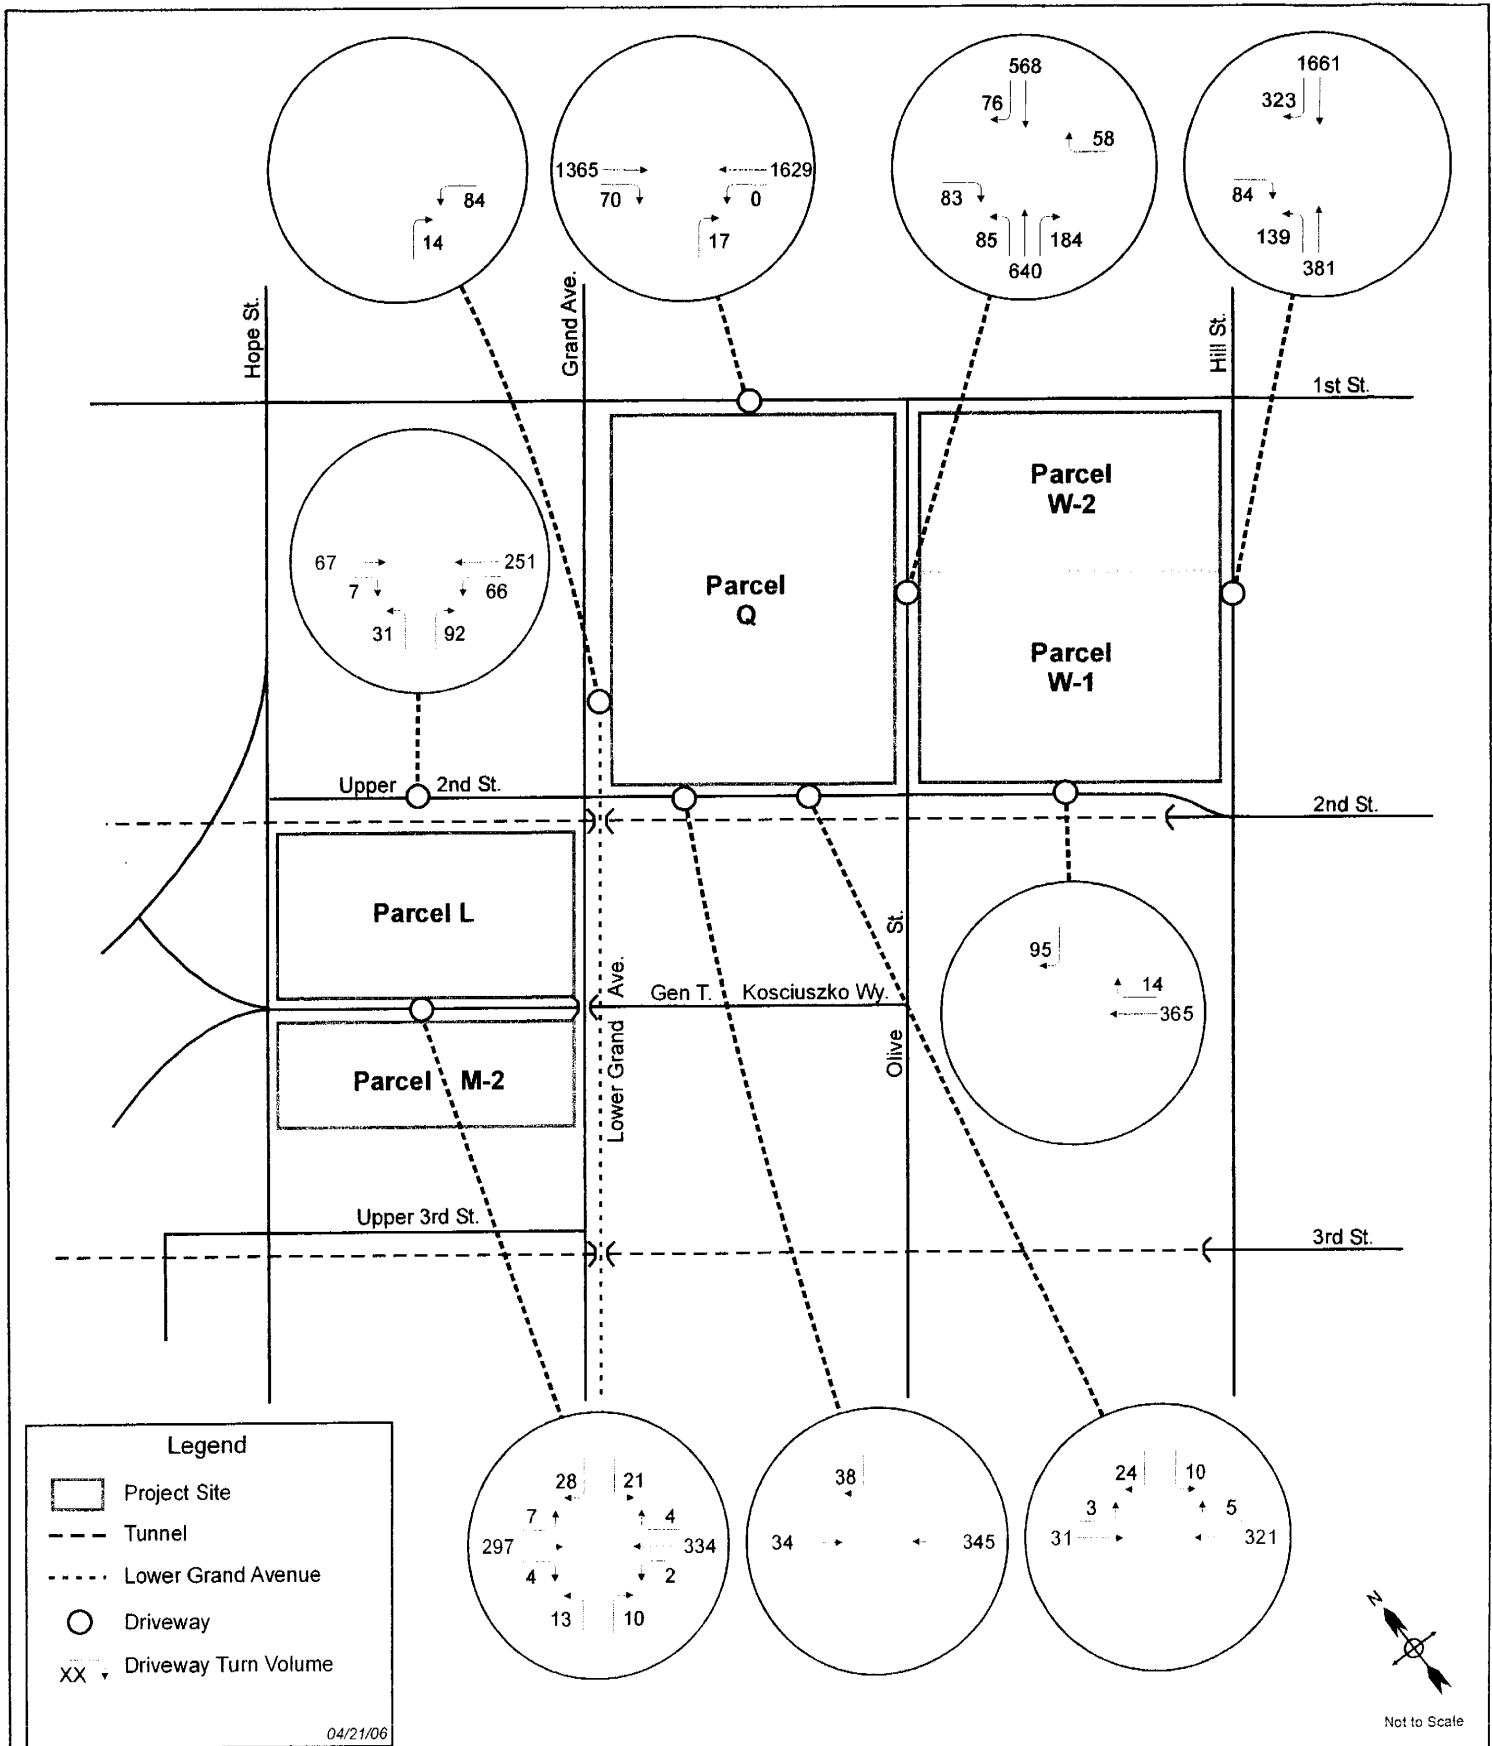 568
76
58
83
85
184
640
1661
323
84
139
381
1365
1629
70
0
17
84
14
Hope St.
Grand Ave.
Hill St.
1st St.
67
251
7
66
31
92
Parcel
W-2
Parcel
Q
Parcel
W-1
Upper 2nd St.
2nd St.
Parcel L
95
14
365
Gen T. Kosciuszko Wy.
Lower Grand Ave.
Olive St.
Parcel M-2
Upper 3rd St.
3rd St.
28
21
7
4
297
334
4
2
13
10
38
34
345
24
10
3
5
31
321
Legend
Project Site
Tunnel
Lower Grand Avenue
Driveway
XX Driveway Turn Volume
04/21/06
N
Not to Scale